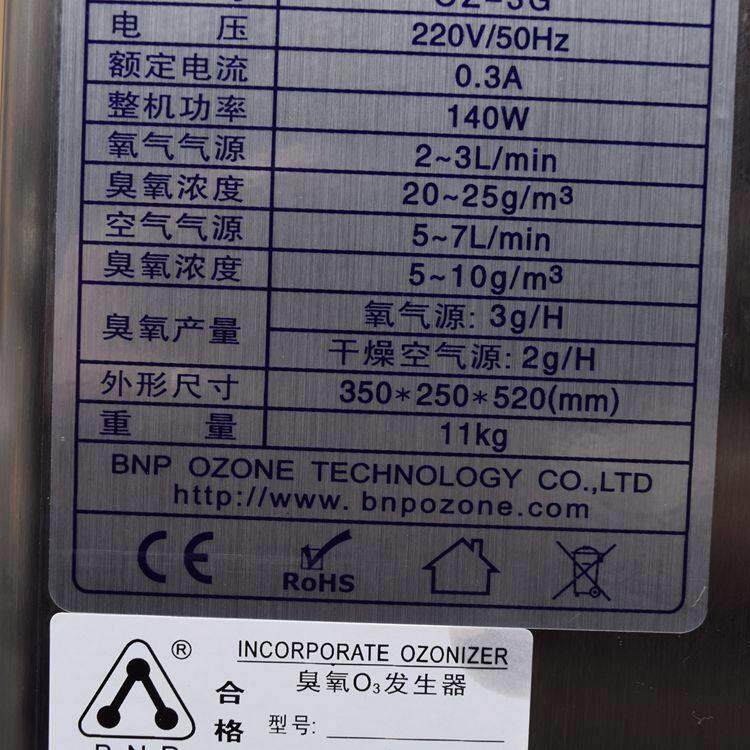 OZ-3G
电 压 220V/50Hz
额定电流 0.3A
整机功率 140W
氧气气源 2~3L/min
臭氧浓度 20~25g/m³
空气气源 5~7L/min
臭氧浓度 5~10g/m³
臭氧产量 氧气源: 3g/H
干燥空气源: 2g/H
外形尺寸 350*250*520(mm)
重 量 11kg
BNP OZONE TECHNOLOGY CO.,LTD
http://www. bnpozone.com
CE RoHS
® INCORPORATE OZONIZER
臭氧O₃发生器
合格
型号:
BNP